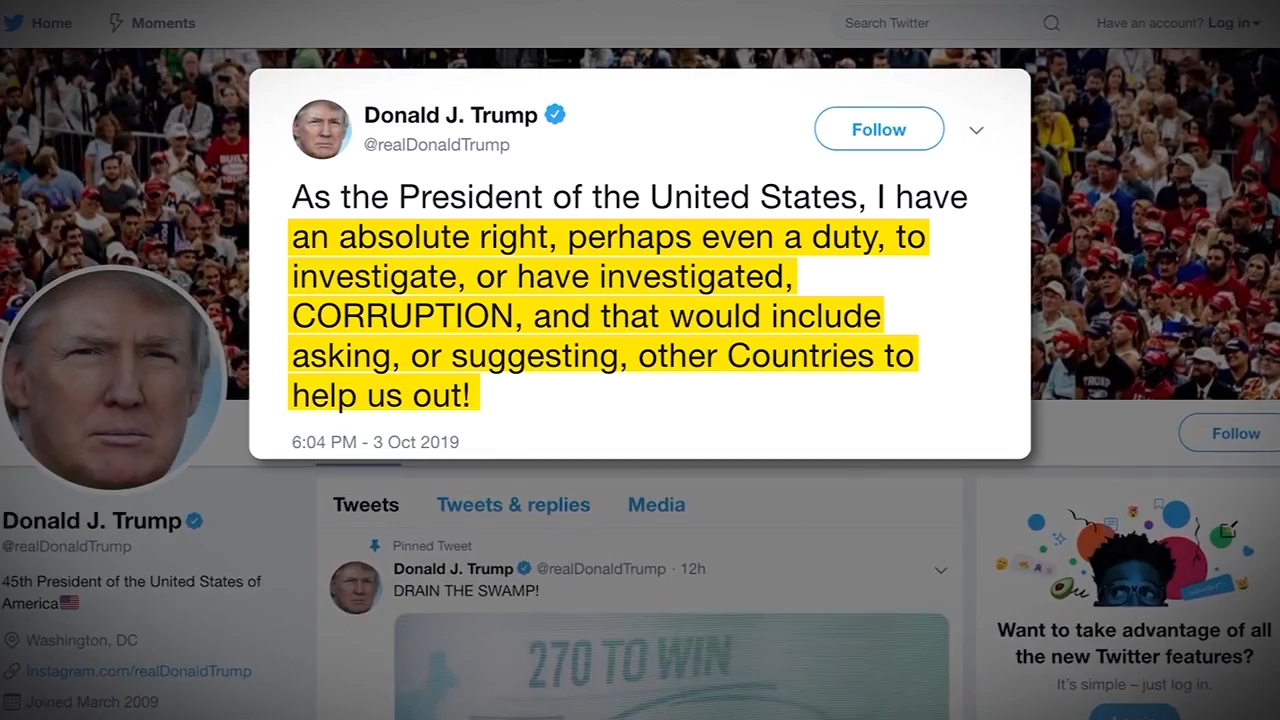 Home
Moments
Search Twitter
Have an account? Log in
Donald J. Trump
@realDonaldTrump
Follow
As the President of the United States, I have
an absolute right, perhaps even a duty, to
investigate, or have investigated,
CORRUPTION, and that would include
asking, or suggesting, other Countries to
help us out!
6:04 PM - 3 Oct 2019
Follow
Donald J. Trump
@realDonaldTrump
45th President of the United States of
America
Washington, DC
Instagram.com/realDonaldTrump
Joined March 2009
Tweets
Tweets & replies
Media
Pinned Tweet
Donald J. Trump @realDonaldTrump · 12h
DRAIN THE SWAMP!
270 TO WIN
Want to take advantage of all
the new Twitter features?
It's simple – just log in.
TRUMP